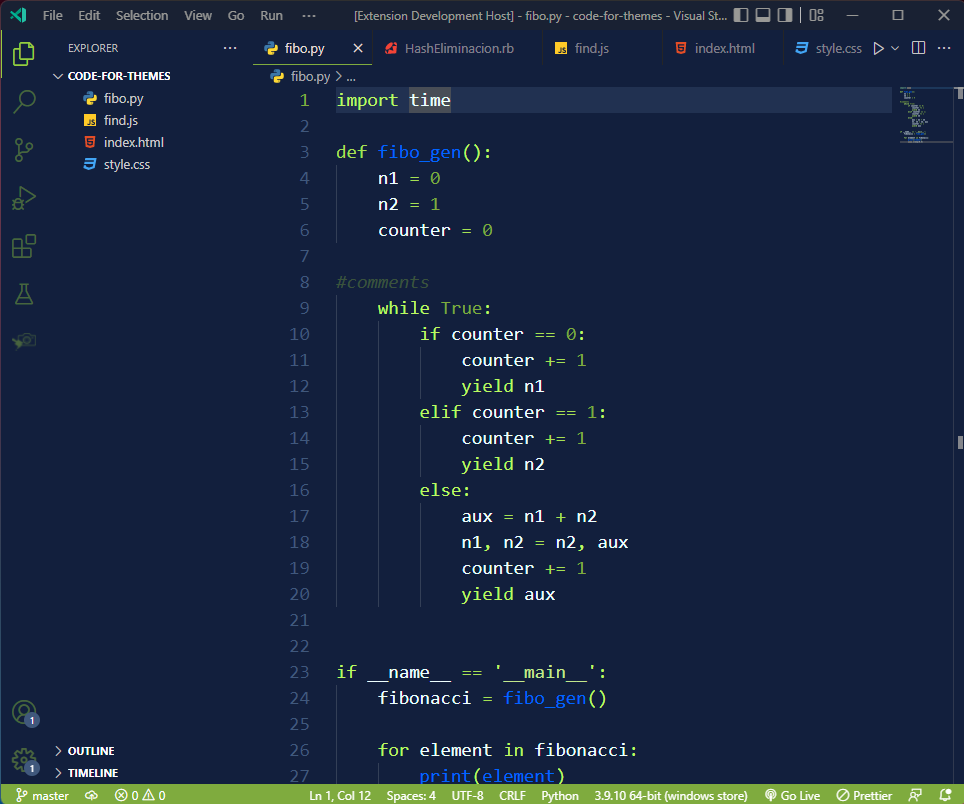 File Edit Selection View Go Run ··· [Extension Development Host] - fibo.py - code-for-themes - Visual St...
EXPLORER ···
fibo.py HashEliminacion.rb find.js index.html style.css ···
CODE-FOR-THEMES
fibo.py > ...
fibo.py
find.js
index.html
style.css
1 import time
2
3 def fibo_gen():
4 n1 = 0
5 n2 = 1
6 counter = 0
7
8 #comments
9 while True:
10 if counter == 0:
11 counter += 1
12 yield n1
13 elif counter == 1:
14 counter += 1
15 yield n2
16 else:
17 aux = n1 + n2
18 n1, n2 = n2, aux
19 counter += 1
20 yield aux
21
22
23 if __name__ == '__main__':
24 fibonacci = fibo_gen()
25
26 for element in fibonacci:
27 print(element)
1
1
OUTLINE
TIMELINE
master 0 0 Ln 1, Col 12 Spaces: 4 UTF-8 CRLF Python 3.9.10 64-bit (windows store) Go Live Prettier